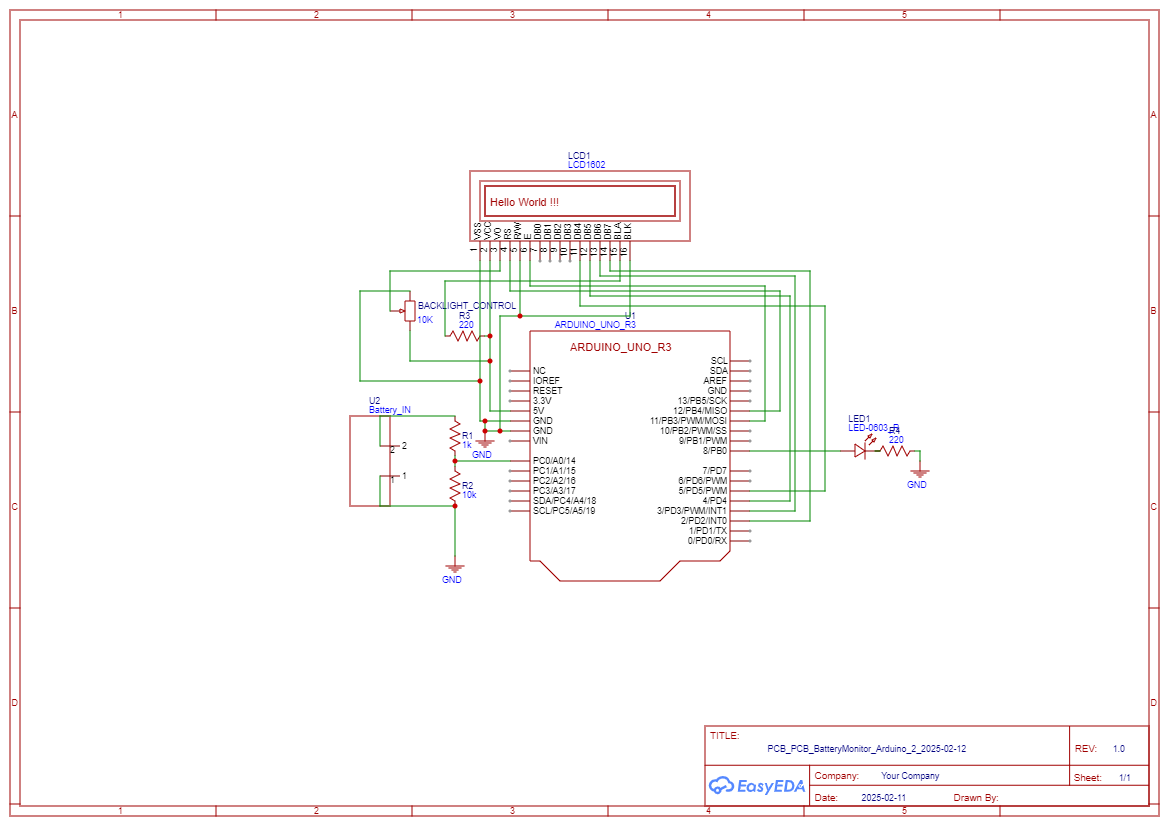 1 2 3 4 5
A A
LCD1
LCD1602
Hello World !!!
VSS VCC VO RS R/W E DB0 DB1 DB2 DB3 DB4 DB5 DB6 DB7 BLA BLK
1 2 3 4 5 6 7 8 9 10 11 12 13 14 15 16
B B
BACKLIGHT_CONTROL
10K
R3
220
U1
ARDUINO_UNO_R3
ARDUINO_UNO_R3
NC
IOREF
RESET
3.3V
5V
GND
GND
VIN
PC0/A0/14
PC1/A1/15
PC2/A2/16
PC3/A3/17
SDA/PC4/A4/18
SCL/PC5/A5/19
SCL
SDA
AREF
GND
13/PB5/SCK
12/PB4/MISO
11/PB3/PWM/MOSI
10/PB2/PWM/SS
9/PB1/PWM
8/PB0
7/PD7
6/PD6/PWM
5/PD5/PWM
4/PD4
3/PD3/PWM/INT1
2/PD2/INT0
1/PD1/TX
0/PD0/RX
U2
Battery_IN
2
2
1
1
R1
1k
R2
10k
GND
GND
LED1
LED-0603_R
R4
220
GND
C C
D D
TITLE:
PCB_PCB_BatteryMonitor_Arduino_2_2025-02-12
REV: 1.0
EasyEDA
Company: Your Company
Sheet: 1/1
Date: 2025-02-11 Drawn By:
1 2 3 4 5